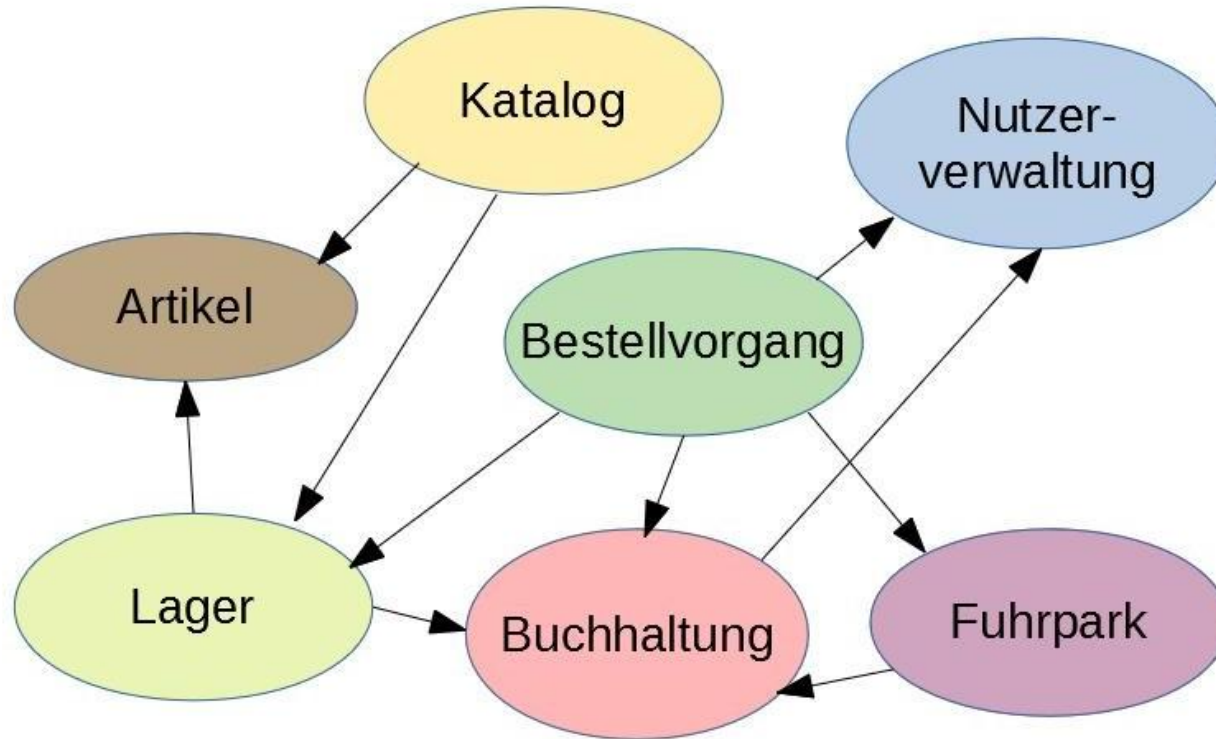 Katalog
Nutzer-
verwaltung
Artikel
Bestellvorgang
Lager
Buchhaltung
Fuhrpark